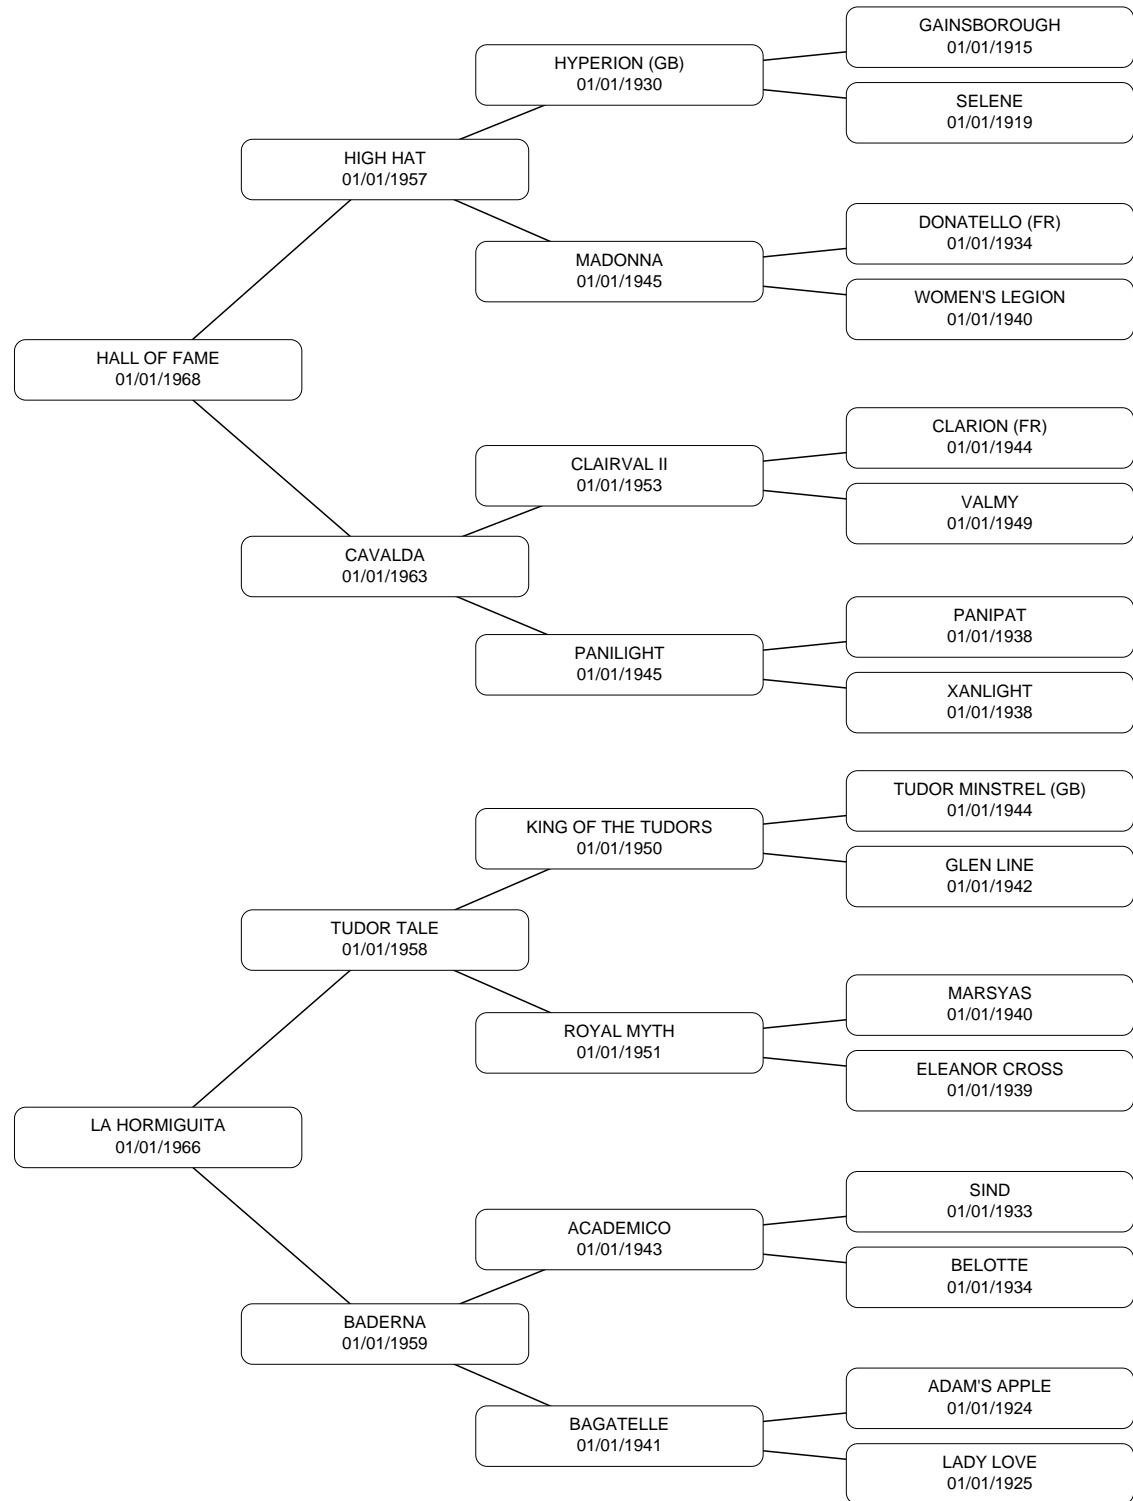 GAINSBOROUGH
01/01/1915
HYPERION (GB)
01/01/1930
SELENE
01/01/1919
HIGH HAT
01/01/1957
DONATELLO (FR)
01/01/1934
MADONNA
01/01/1945
WOMEN'S LEGION
01/01/1940
HALL OF FAME
01/01/1968
CLARION (FR)
01/01/1944
CLAIRVAL II
01/01/1953
VALMY
01/01/1949
CAVALDA
01/01/1963
PANIPAT
01/01/1938
PANILIGHT
01/01/1945
XANLIGHT
01/01/1938
TUDOR MINSTREL (GB)
01/01/1944
KING OF THE TUDORS
01/01/1950
GLEN LINE
01/01/1942
TUDOR TALE
01/01/1958
MARSYAS
01/01/1940
ROYAL MYTH
01/01/1951
ELEANOR CROSS
01/01/1939
LA HORMIGUITA
01/01/1966
SIND
01/01/1933
ACADEMICO
01/01/1943
BELOTTE
01/01/1934
BADERNA
01/01/1959
ADAM'S APPLE
01/01/1924
BAGATELLE
01/01/1941
LADY LOVE
01/01/1925